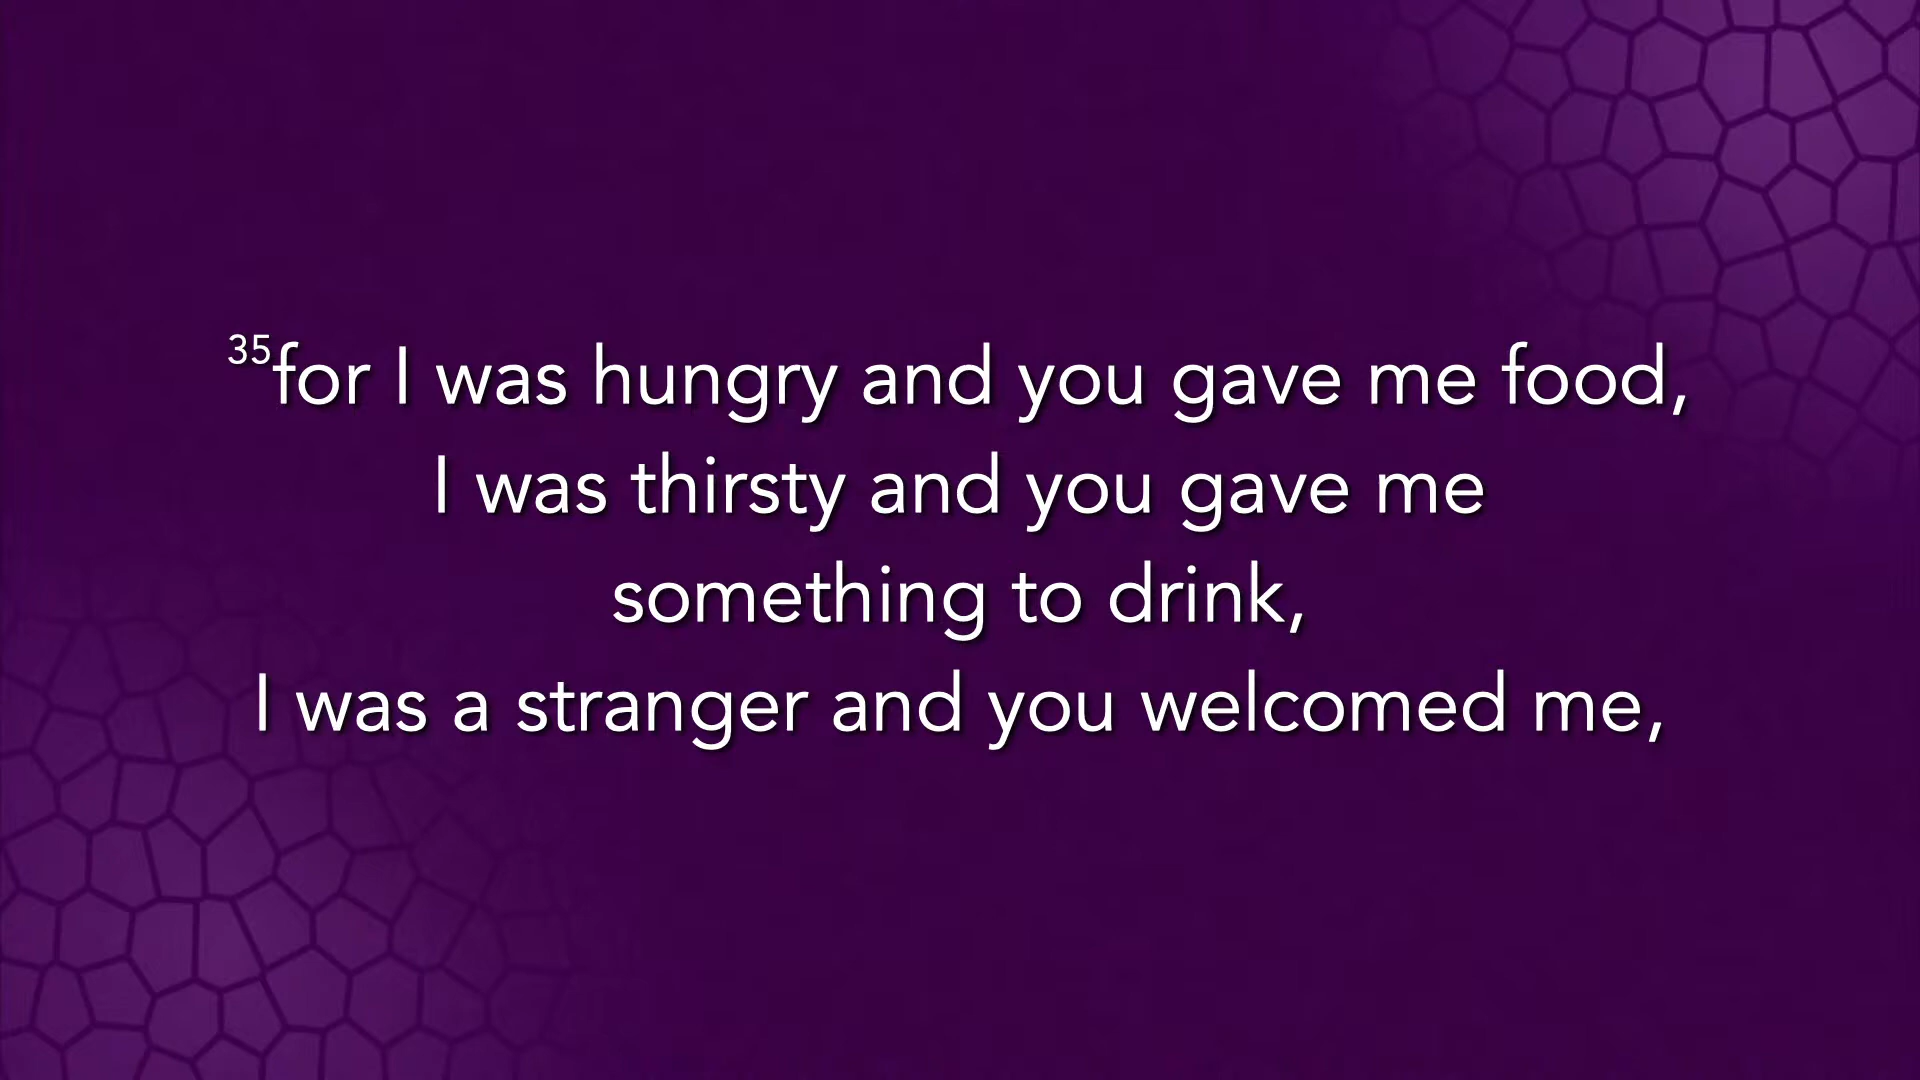 35for I was hungry and you gave me food,
I was thirsty and you gave me
something to drink,
I was a stranger and you welcomed me,